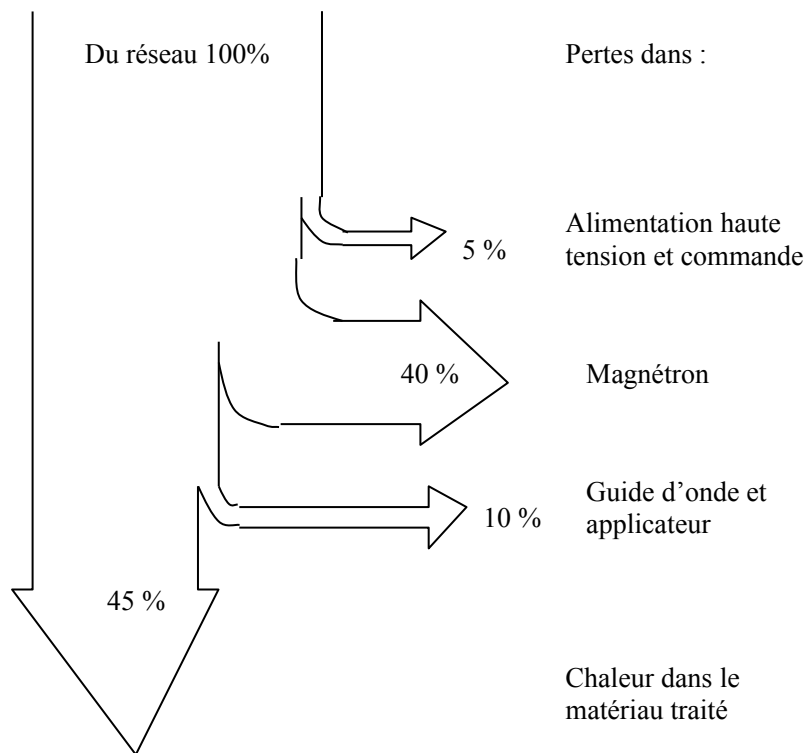 Du réseau 100%
Pertes dans :
5 %
Alimentation haute
tension et commande
40 %
Magnétron
10 %
Guide d’onde et
applicateur
45 %
Chaleur dans le
matériau traité